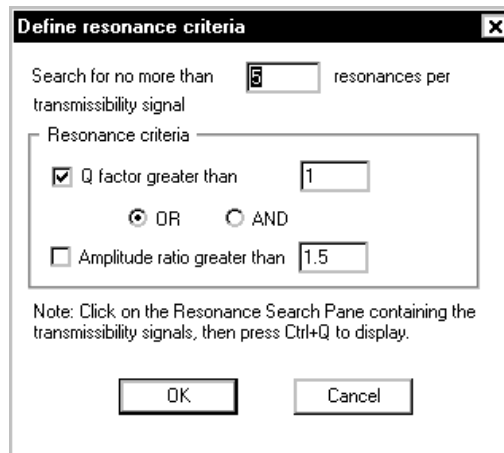 Define resonance criteria
Search for no more than 5 resonances per
transmissibility signal
Resonance criteria
Q factor greater than 1
OR AND
Amplitude ratio greater than 1.5
Note: Click on the Resonance Search Pane containing the
transmissibility signals, then press Ctrl+Q to display.
OK Cancel